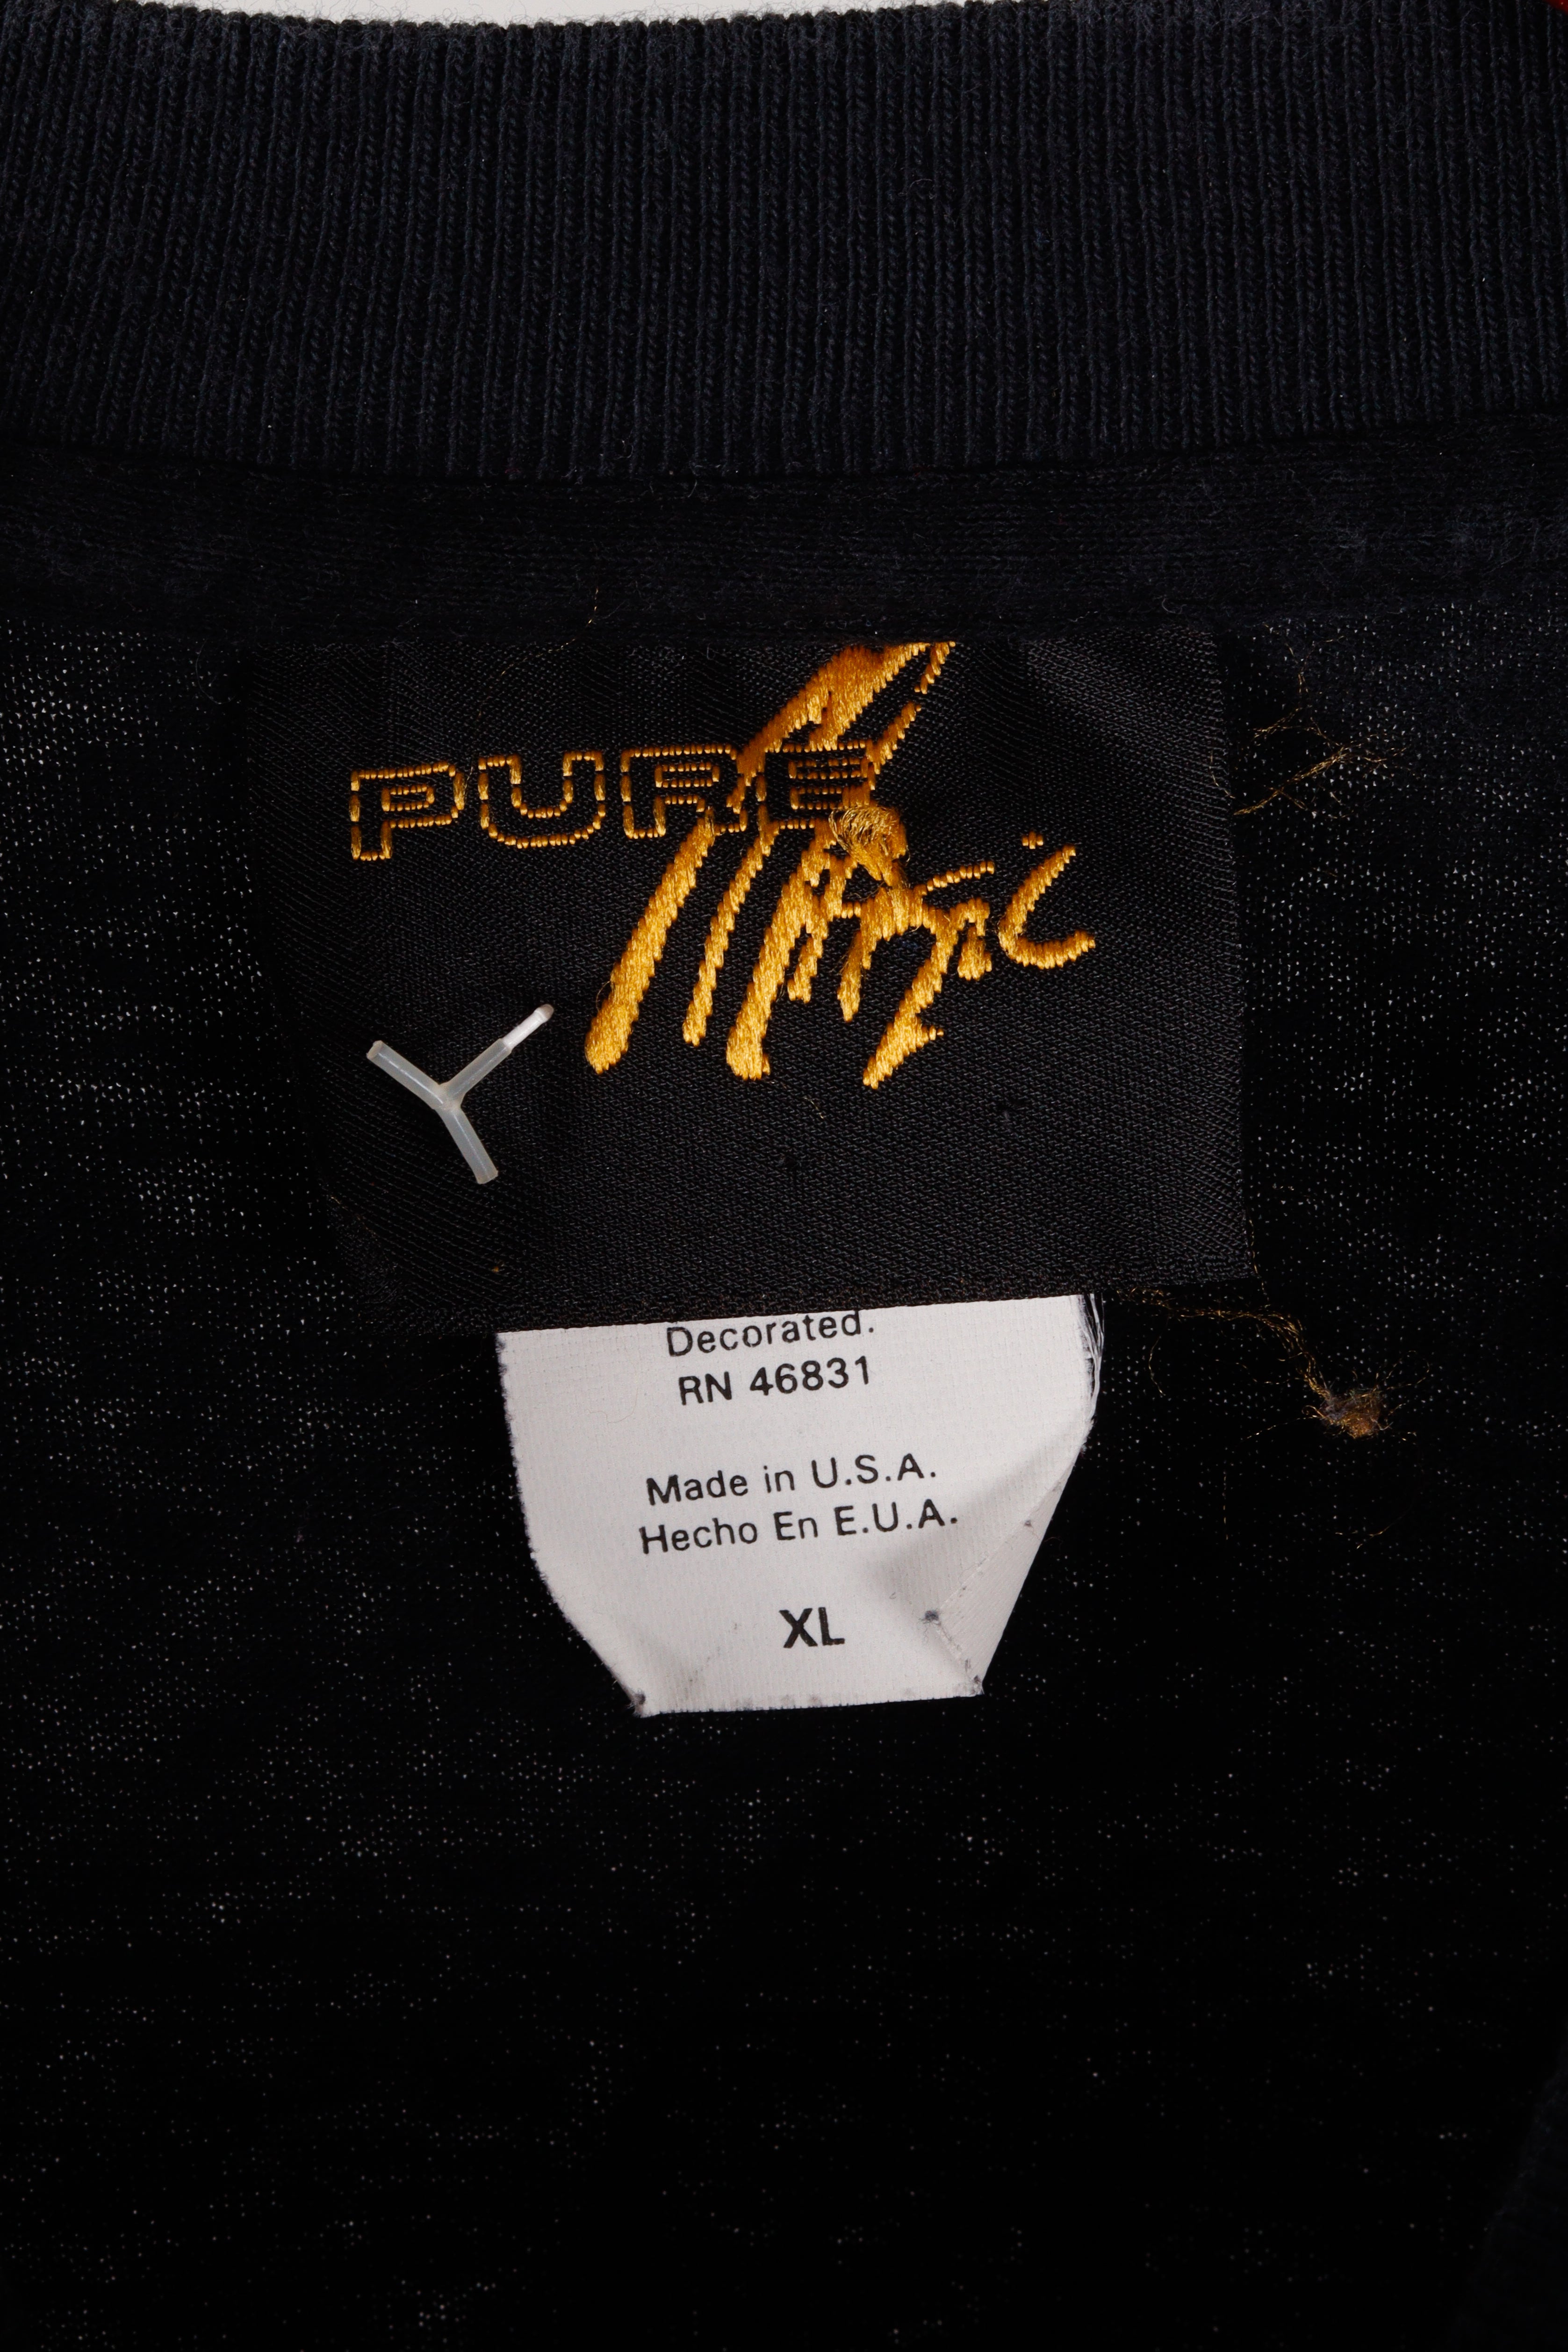 PURE
Magic
Decorated.
RN 46831
Made in U.S.A.
Hecho En E.U.A.
XL